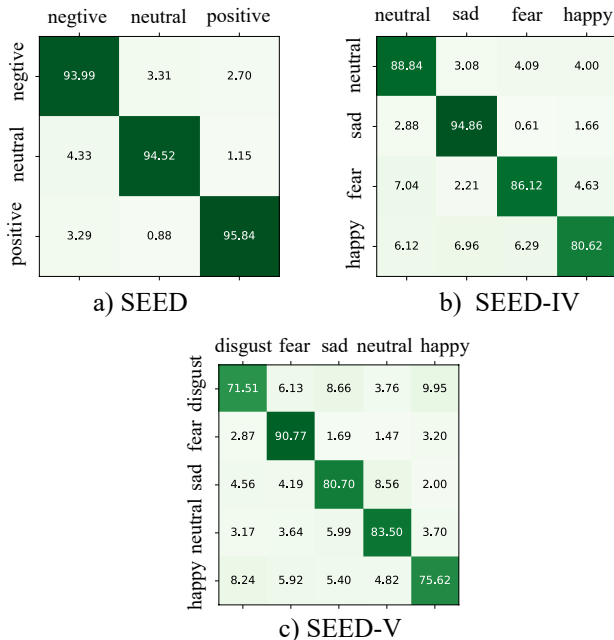 negtive neutral positive
negtive 93.99 3.31 2.70
neutral 4.33 94.52 1.15
positive 3.29 0.88 95.84
a) SEED
neutral sad fear happy
neutral 88.84 3.08 4.09 4.00
sad 2.88 94.86 0.61 1.66
fear 7.04 2.21 86.12 4.63
happy 6.12 6.96 6.29 80.62
b) SEED-IV
disgust fear sad neutral happy
disgust 71.51 6.13 8.66 3.76 9.95
fear 2.87 90.77 1.69 1.47 3.20
sad 4.56 4.19 80.70 8.56 2.00
neutral 3.17 3.64 5.99 83.50 3.70
happy 8.24 5.92 5.40 4.82 75.62
c) SEED-V